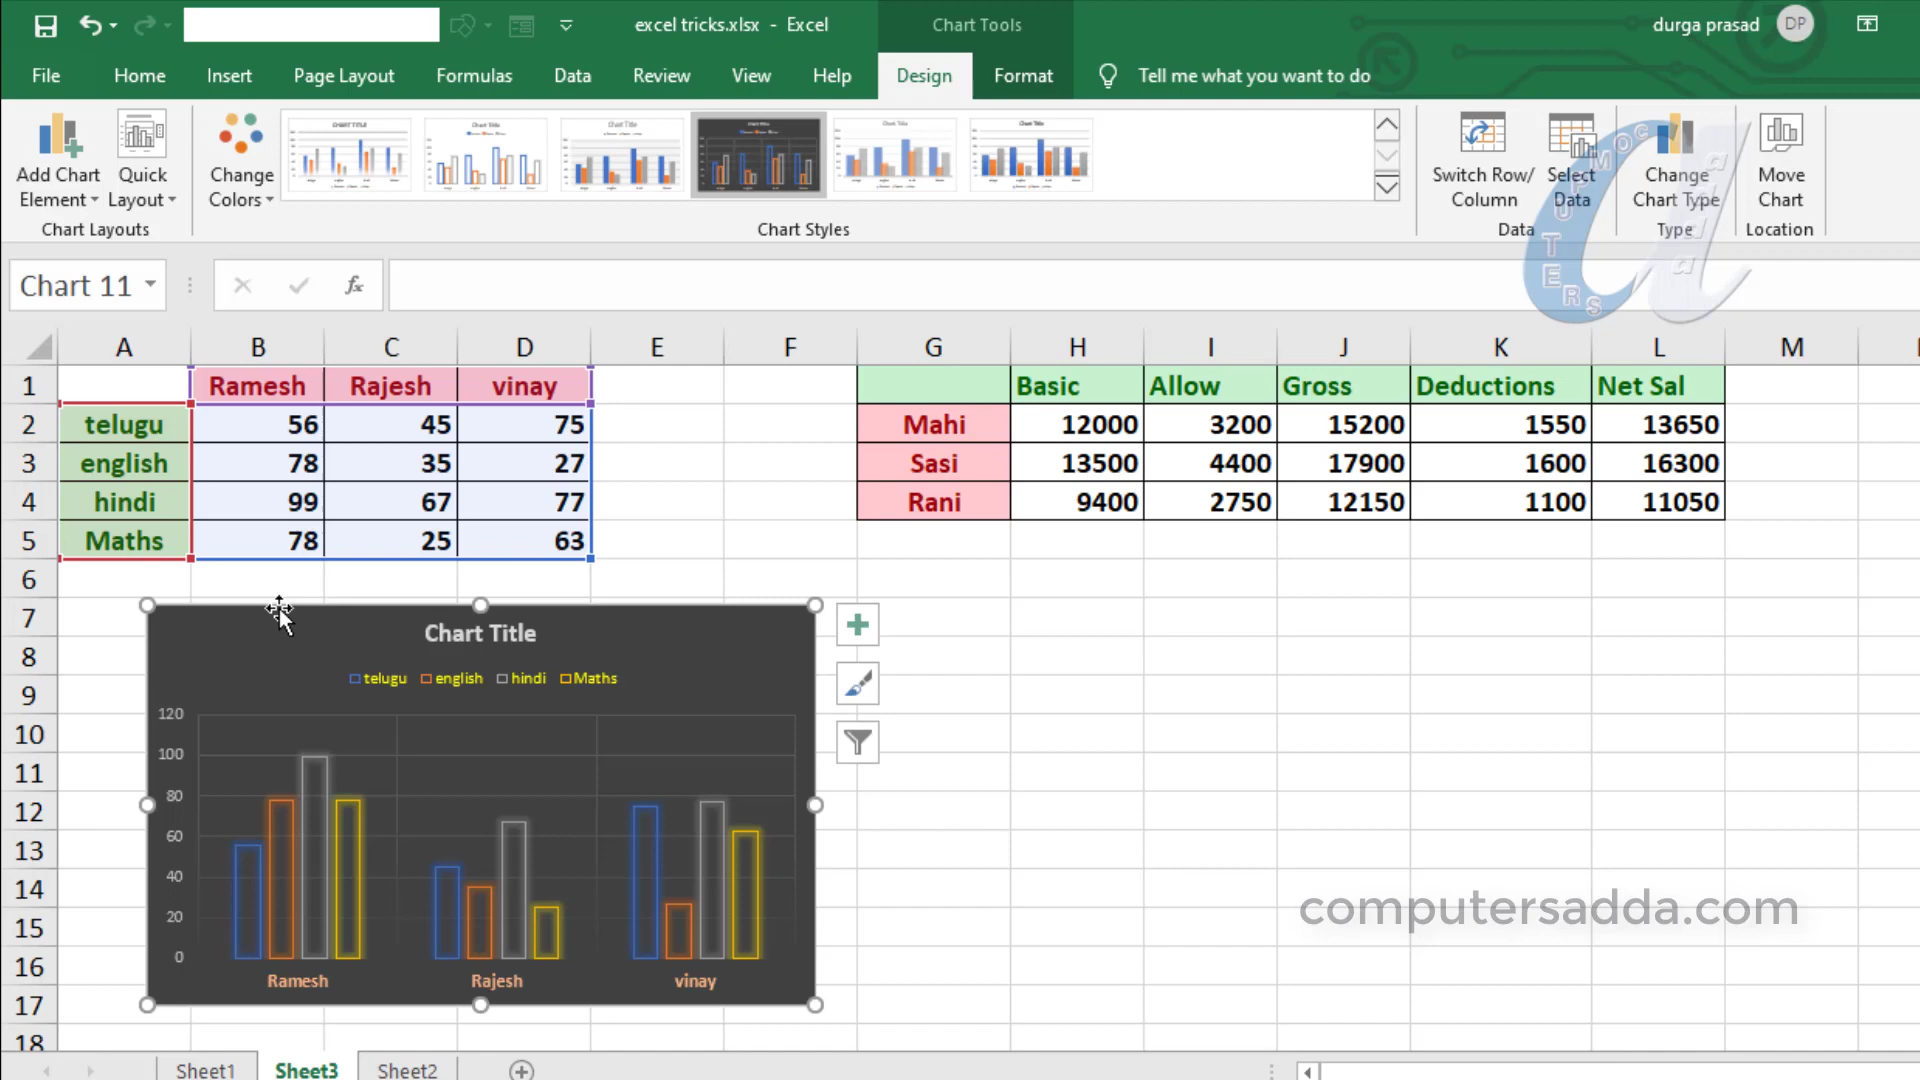 excel tricks.xlsx - Excel
Chart Tools
durga prasad DP
File Home Insert Page Layout Formulas Data Review View Help Design Format Tell me what you want to do
Add Chart Element
Quick Layout
Chart Layouts
Change Colors
Chart Styles
Switch Row/ Column
Select Data
Data
Change Chart Type
Type
Move Chart
Location
COMPUTERS
adda
Chart 11
fx
A B C D E F G H I J K L M
1 Ramesh Rajesh vinay Basic Allow Gross Deductions Net Sal
2 telugu 56 45 75 Mahi 12000 3200 15200 1550 13650
3 english 78 35 27 Sasi 13500 4400 17900 1600 16300
4 hindi 99 67 77 Rani 9400 2750 12150 1100 11050
5 Maths 78 25 63
6
7
8
9
10
11
12
13
14
15
16
17
18
Chart Title
telugu english hindi Maths
120
100
80
60
40
20
0
Ramesh Rajesh vinay
computersadda.com
Sheet1 Sheet3 Sheet2